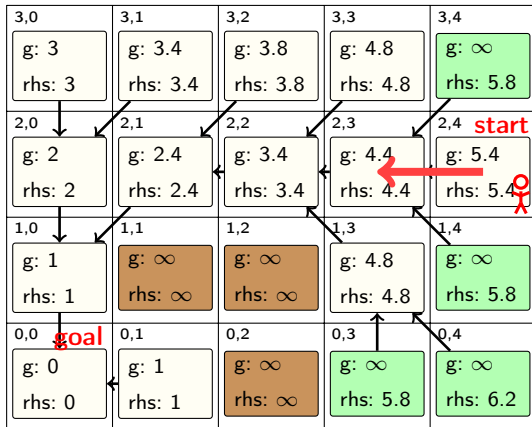 3,0 3,1 3,2 3,3 3,4
g: 3 g: 3.4 g: 3.8 g: 4.8 g: ∞
rhs: 3 rhs: 3.4 rhs: 3.8 rhs: 4.8 rhs: 5.8
2,0 2,1 2,2 2,3 2,4 start
g: 2 g: 2.4 g: 3.4 g: 4.4 g: 5.4
rhs: 2 rhs: 2.4 rhs: 3.4 rhs: 4.4 rhs: 5.4
1,0 1,1 1,2 1,3 1,4
g: 1 g: ∞ g: ∞ g: 4.8 g: ∞
rhs: 1 rhs: ∞ rhs: ∞ rhs: 4.8 rhs: 5.8
0,0 goal 0,1 0,2 0,3 0,4
g: 0 g: 1 g: ∞ g: ∞ g: ∞
rhs: 0 rhs: 1 rhs: ∞ rhs: 5.8 rhs: 6.2